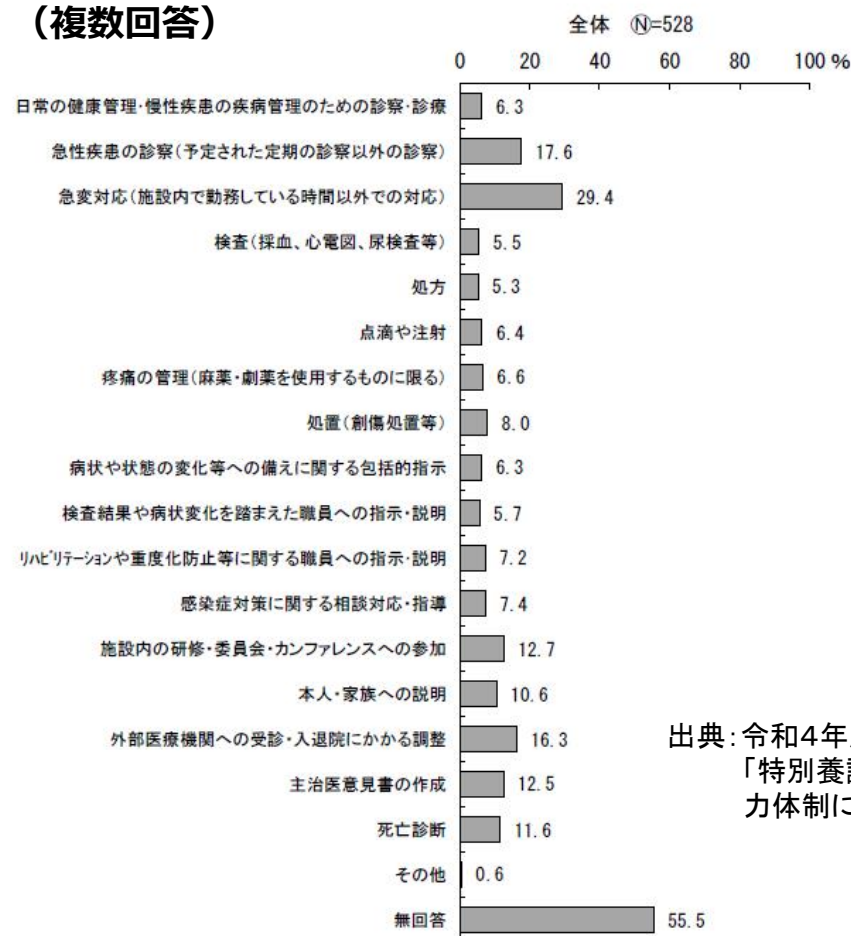 （複数回答）
全体　Ⓝ=528
0 20 40 60 80 100 %
日常の健康管理・慢性疾患の疾病管理のための診察・診療 6.3
急性疾患の診察（予定された定期の診察以外の診察） 17.6
急変対応（施設内で勤務している時間以外での対応） 29.4
検査（採血、心電図、尿検査等） 5.5
処方 5.3
点滴や注射 6.4
疼痛の管理（麻薬・劇薬を使用するものに限る） 6.6
処置（創傷処置等） 8.0
病状や状態の変化等への備えに関する包括的指示 6.3
検査結果や病状変化を踏まえた職員への指示・説明 5.7
ﾘﾊﾋﾞﾘﾃｰｼｮﾝや重度化防止等に関する職員への指示・説明 7.2
感染症対策に関する相談対応・指導 7.4
施設内の研修・委員会・カンファレンスへの参加 12.7
本人・家族への説明 10.6
外部医療機関への受診・入退院にかかる調整 16.3
主治医意見書の作成 12.5
死亡診断 11.6
その他 0.6
無回答 55.5
出典：令和4年
「特別養
力体制に